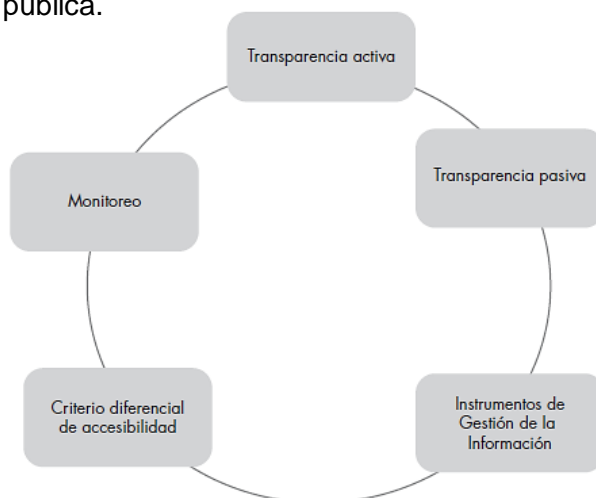 pública.
Transparencia activa
Transparencia pasiva
Monitoreo
Instrumentos de
Gestión de la
Información
Criterio diferencial
de accesibilidad